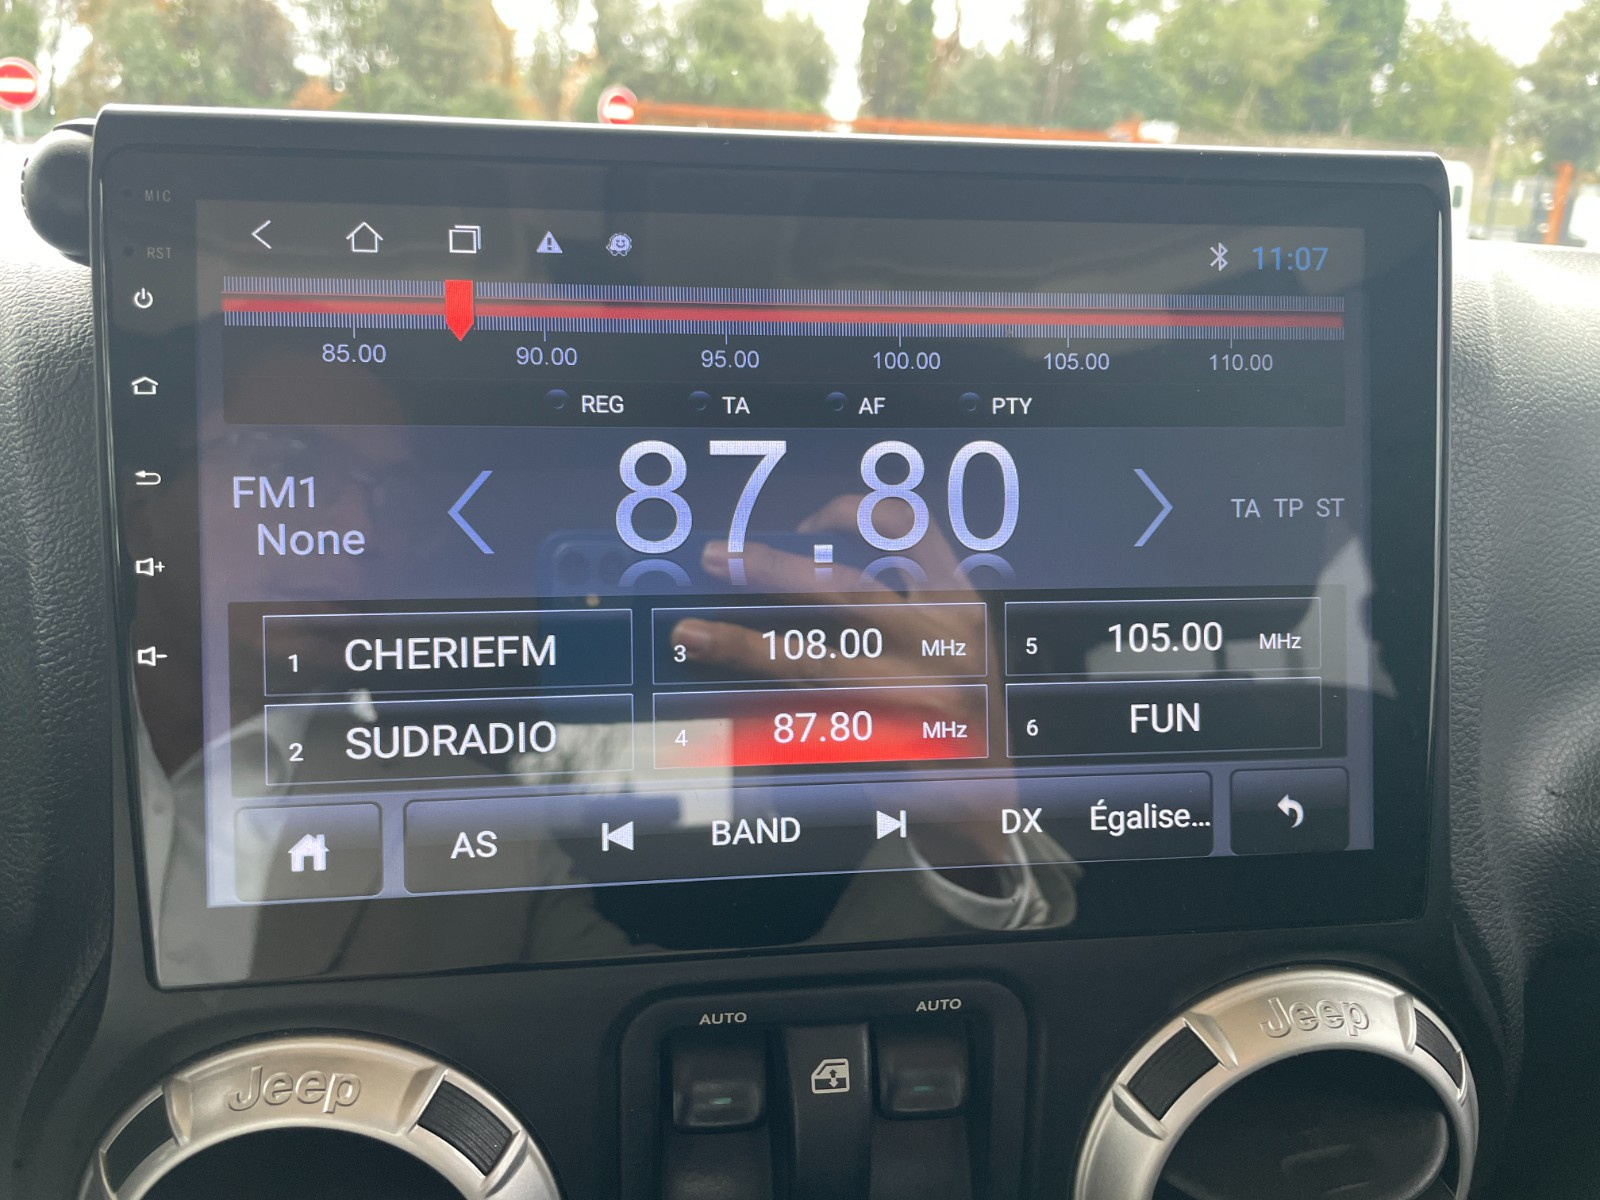 MIC
RST
11:07
85.00 90.00 95.00 100.00 105.00 110.00
REG TA AF PTY
FM1
None
87.80
TA TP ST
1 CHERIEFM
3 108.00 MHz
5 105.00 MHz
2 SUDRADIO
4 87.80 MHz
6 FUN
AS BAND DX Égalise...
AUTO AUTO
Jeep Jeep